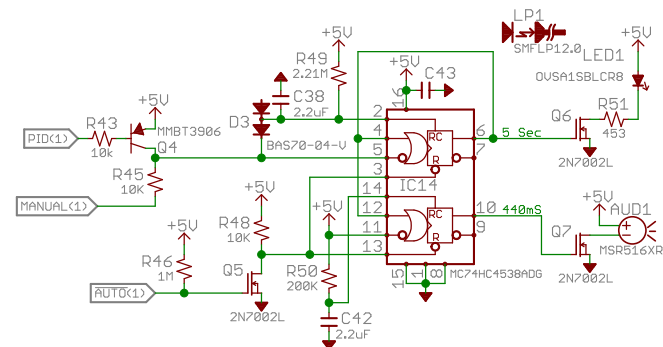 LP1
SMFLP12.0
+5V
R49
2.21M
+5V
C43
+5V
LED1
OVSA1SBLCR8
C38
2.2uF
16
R51
453
Q6
2N7002L
PID(1)
R43
10k
+5V
MMBT3906
Q4
D3
BAS70-04-V
2
4
5
3
RC
R
6
7
5 Sec
IC14
R45
10K
MANUAL(1)
14
12
11
13
RC
R
10
9
440mS
+5V
AUD1
MSR516XR
Q7
2N7002L
+5V
R48
10K
+5V
R50
200K
+5V
R46
1M
Q5
2N7002L
AUTO(1)
15
1
8
MC74HC4538ADG
C42
2.2uF